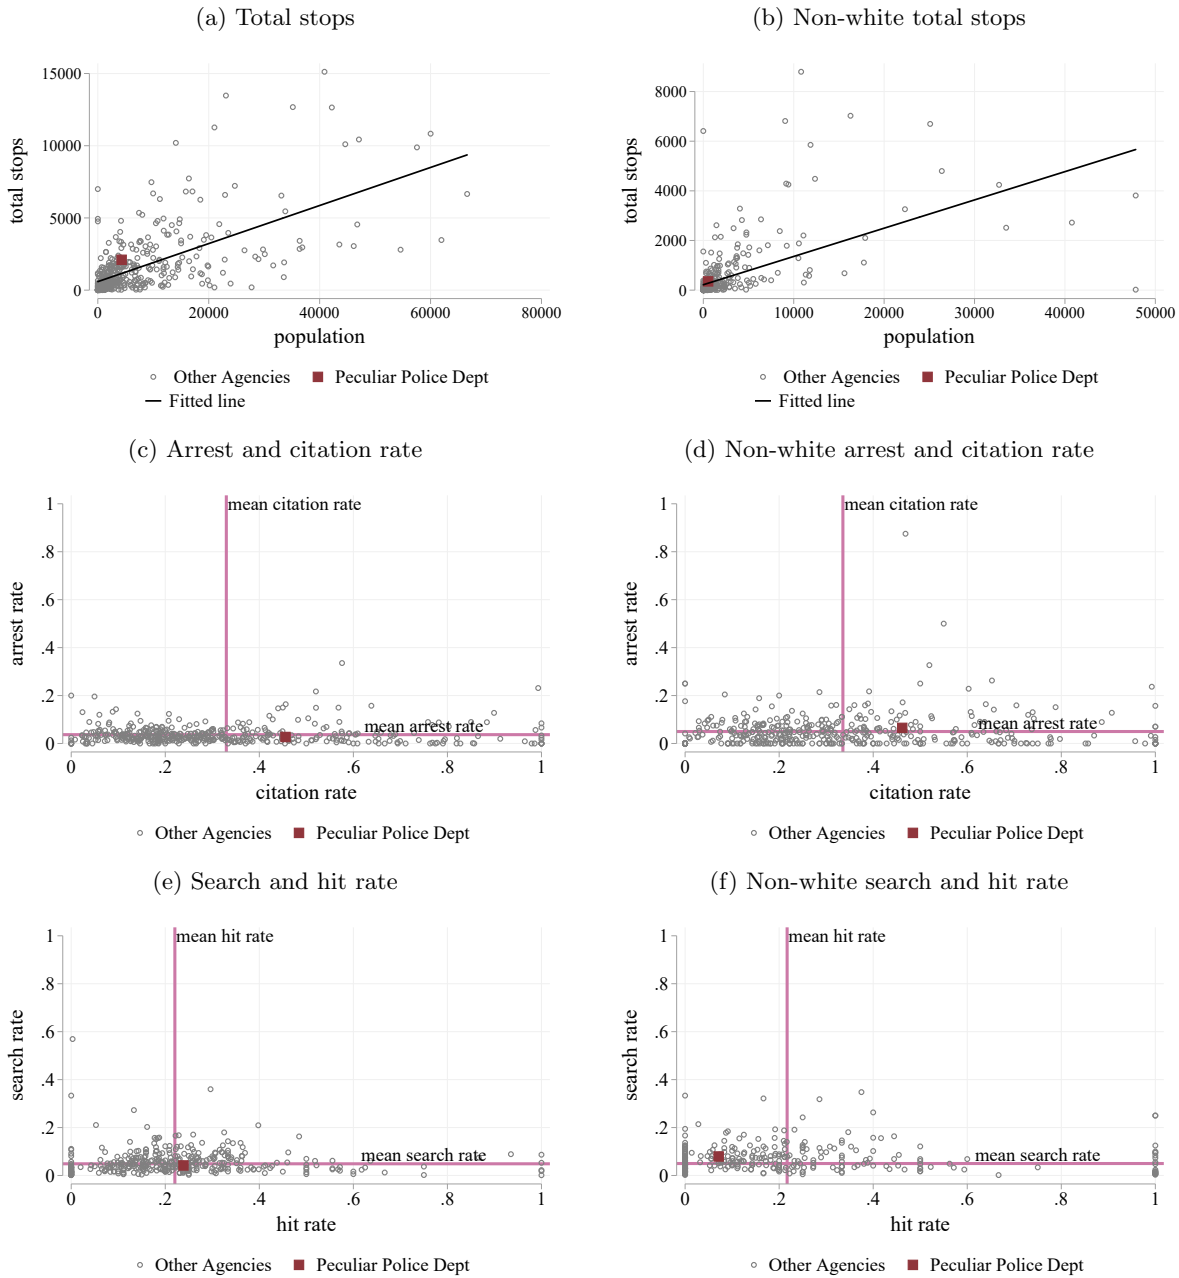 (a) Total stops
total stops
15000
10000
5000
0
0 20000 40000 60000 80000
population
Other Agencies Peculiar Police Dept
Fitted line
(b) Non-white total stops
total stops
8000
6000
4000
2000
0
0 10000 20000 30000 40000 50000
population
Other Agencies Peculiar Police Dept
Fitted line
(c) Arrest and citation rate
arrest rate
1
.8
.6
.4
.2
0
mean citation rate
mean arrest rate
0 .2 .4 .6 .8 1
citation rate
Other Agencies Peculiar Police Dept
(d) Non-white arrest and citation rate
arrest rate
1
.8
.6
.4
.2
0
mean citation rate
mean arrest rate
0 .2 .4 .6 .8 1
citation rate
Other Agencies Peculiar Police Dept
(e) Search and hit rate
search rate
1
.8
.6
.4
.2
0
mean hit rate
mean search rate
0 .2 .4 .6 .8 1
hit rate
Other Agencies Peculiar Police Dept
(f) Non-white search and hit rate
search rate
1
.8
.6
.4
.2
0
mean hit rate
mean search rate
0 .2 .4 .6 .8 1
hit rate
Other Agencies Peculiar Police Dept